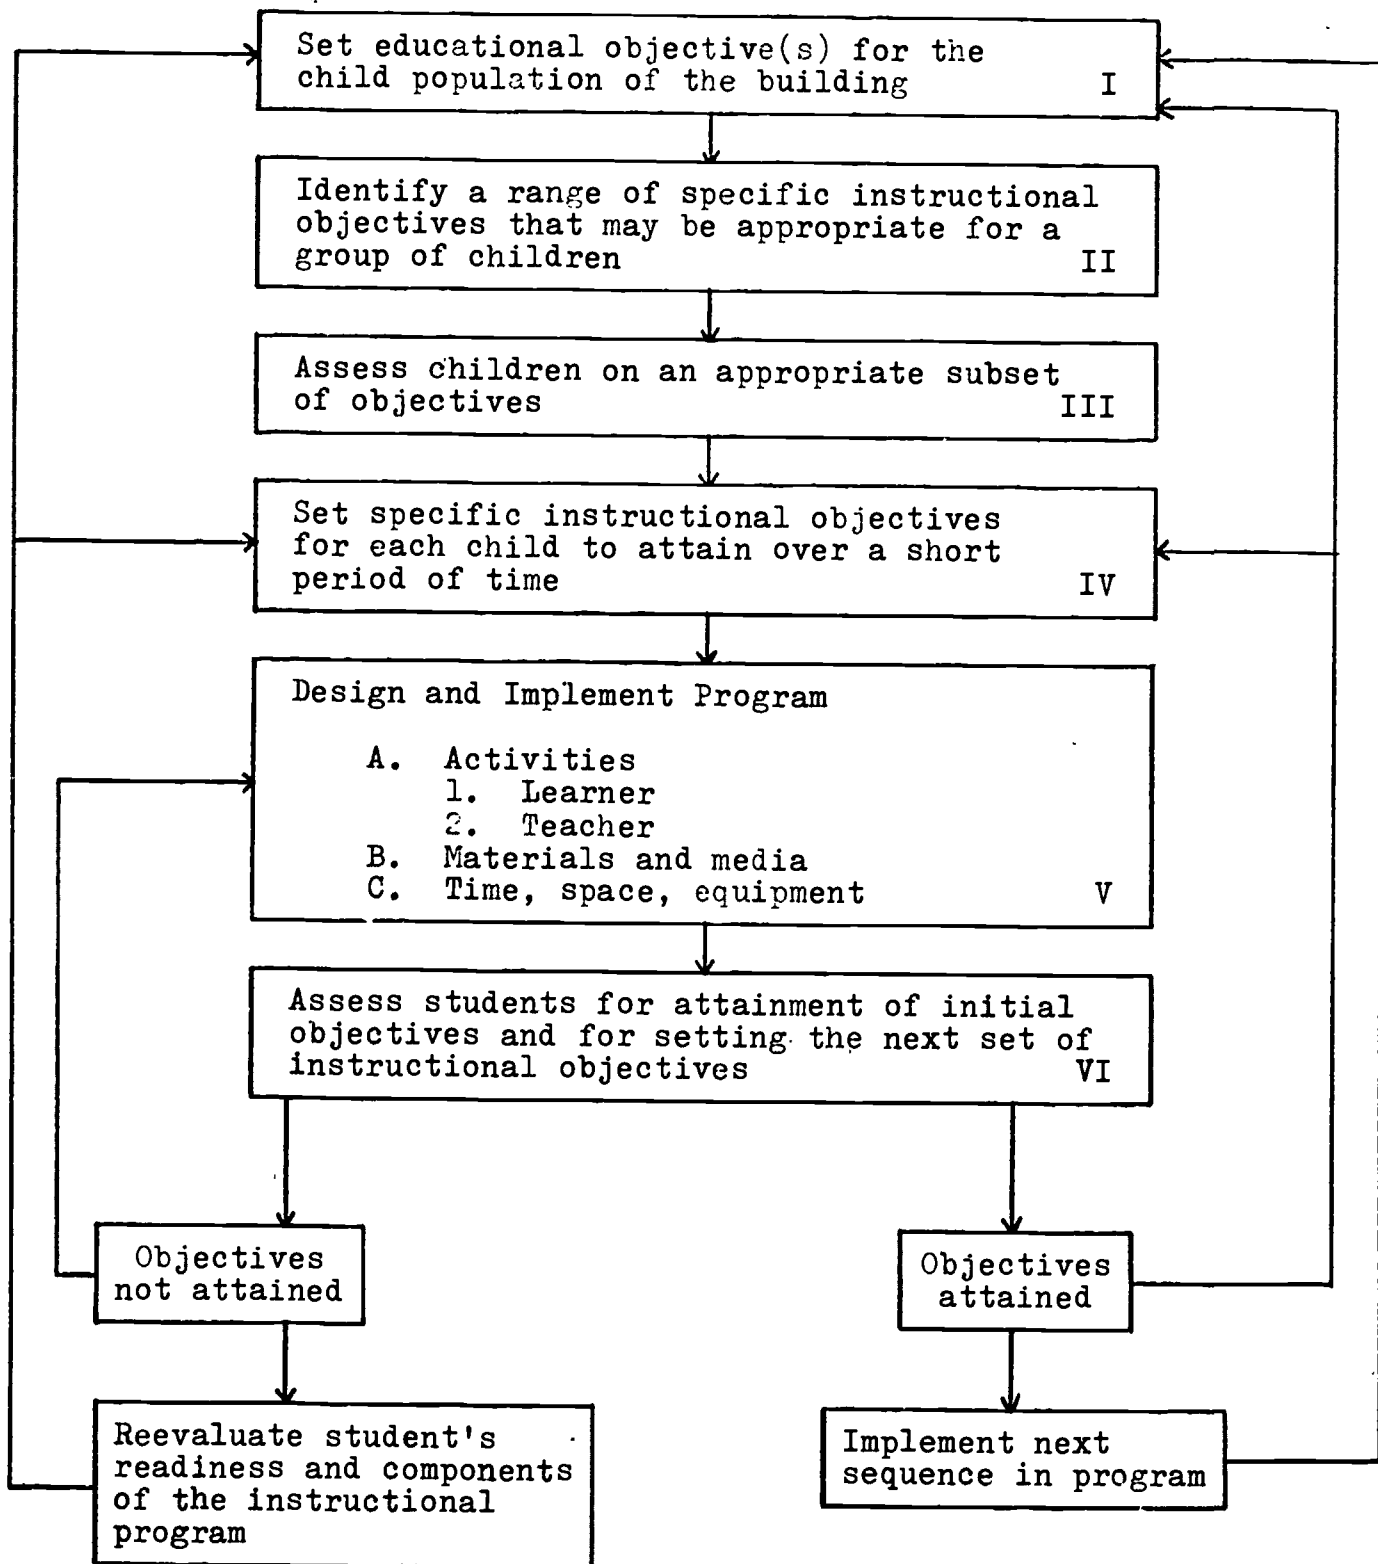 Set educational objective(s) for the
child population of the building I
Identify a range of specific instructional
objectives that may be appropriate for a
group of children II
Assess children on an appropriate subset
of objectives III
Set specific instructional objectives
for each child to attain over a short
period of time IV
Design and Implement Program
A. Activities
1. Learner
2. Teacher
B. Materials and media
C. Time, space, equipment V
Assess students for attainment of initial
objectives and for setting the next set of
instructional objectives VI
Objectives
not attained
Objectives
attained
Reevaluate student's
readiness and components
of the instructional
program
Implement next
sequence in program